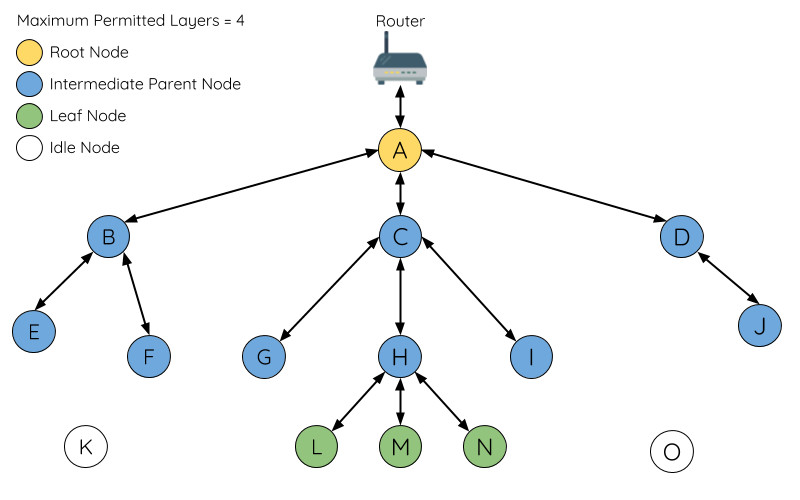 Maximum Permitted Layers = 4
Root Node
Intermediate Parent Node
Leaf Node
Idle Node
Router
A
B
C
D
E
F
G
H
I
J
K
L
M
N
O